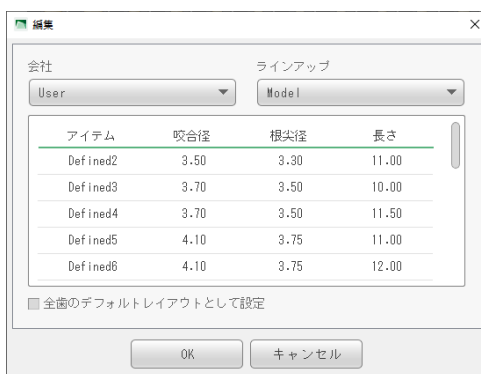 編集
会社 ラインアップ
User Model
アイテム 咬合径 根尖径 長さ
Defined2 3.50 3.30 11.00
Defined3 3.70 3.50 10.00
Defined4 3.70 3.50 11.50
Defined5 4.10 3.75 11.00
Defined6 4.10 3.75 12.00
全歯のデフォルトレイアウトとして設定
OK キャンセル